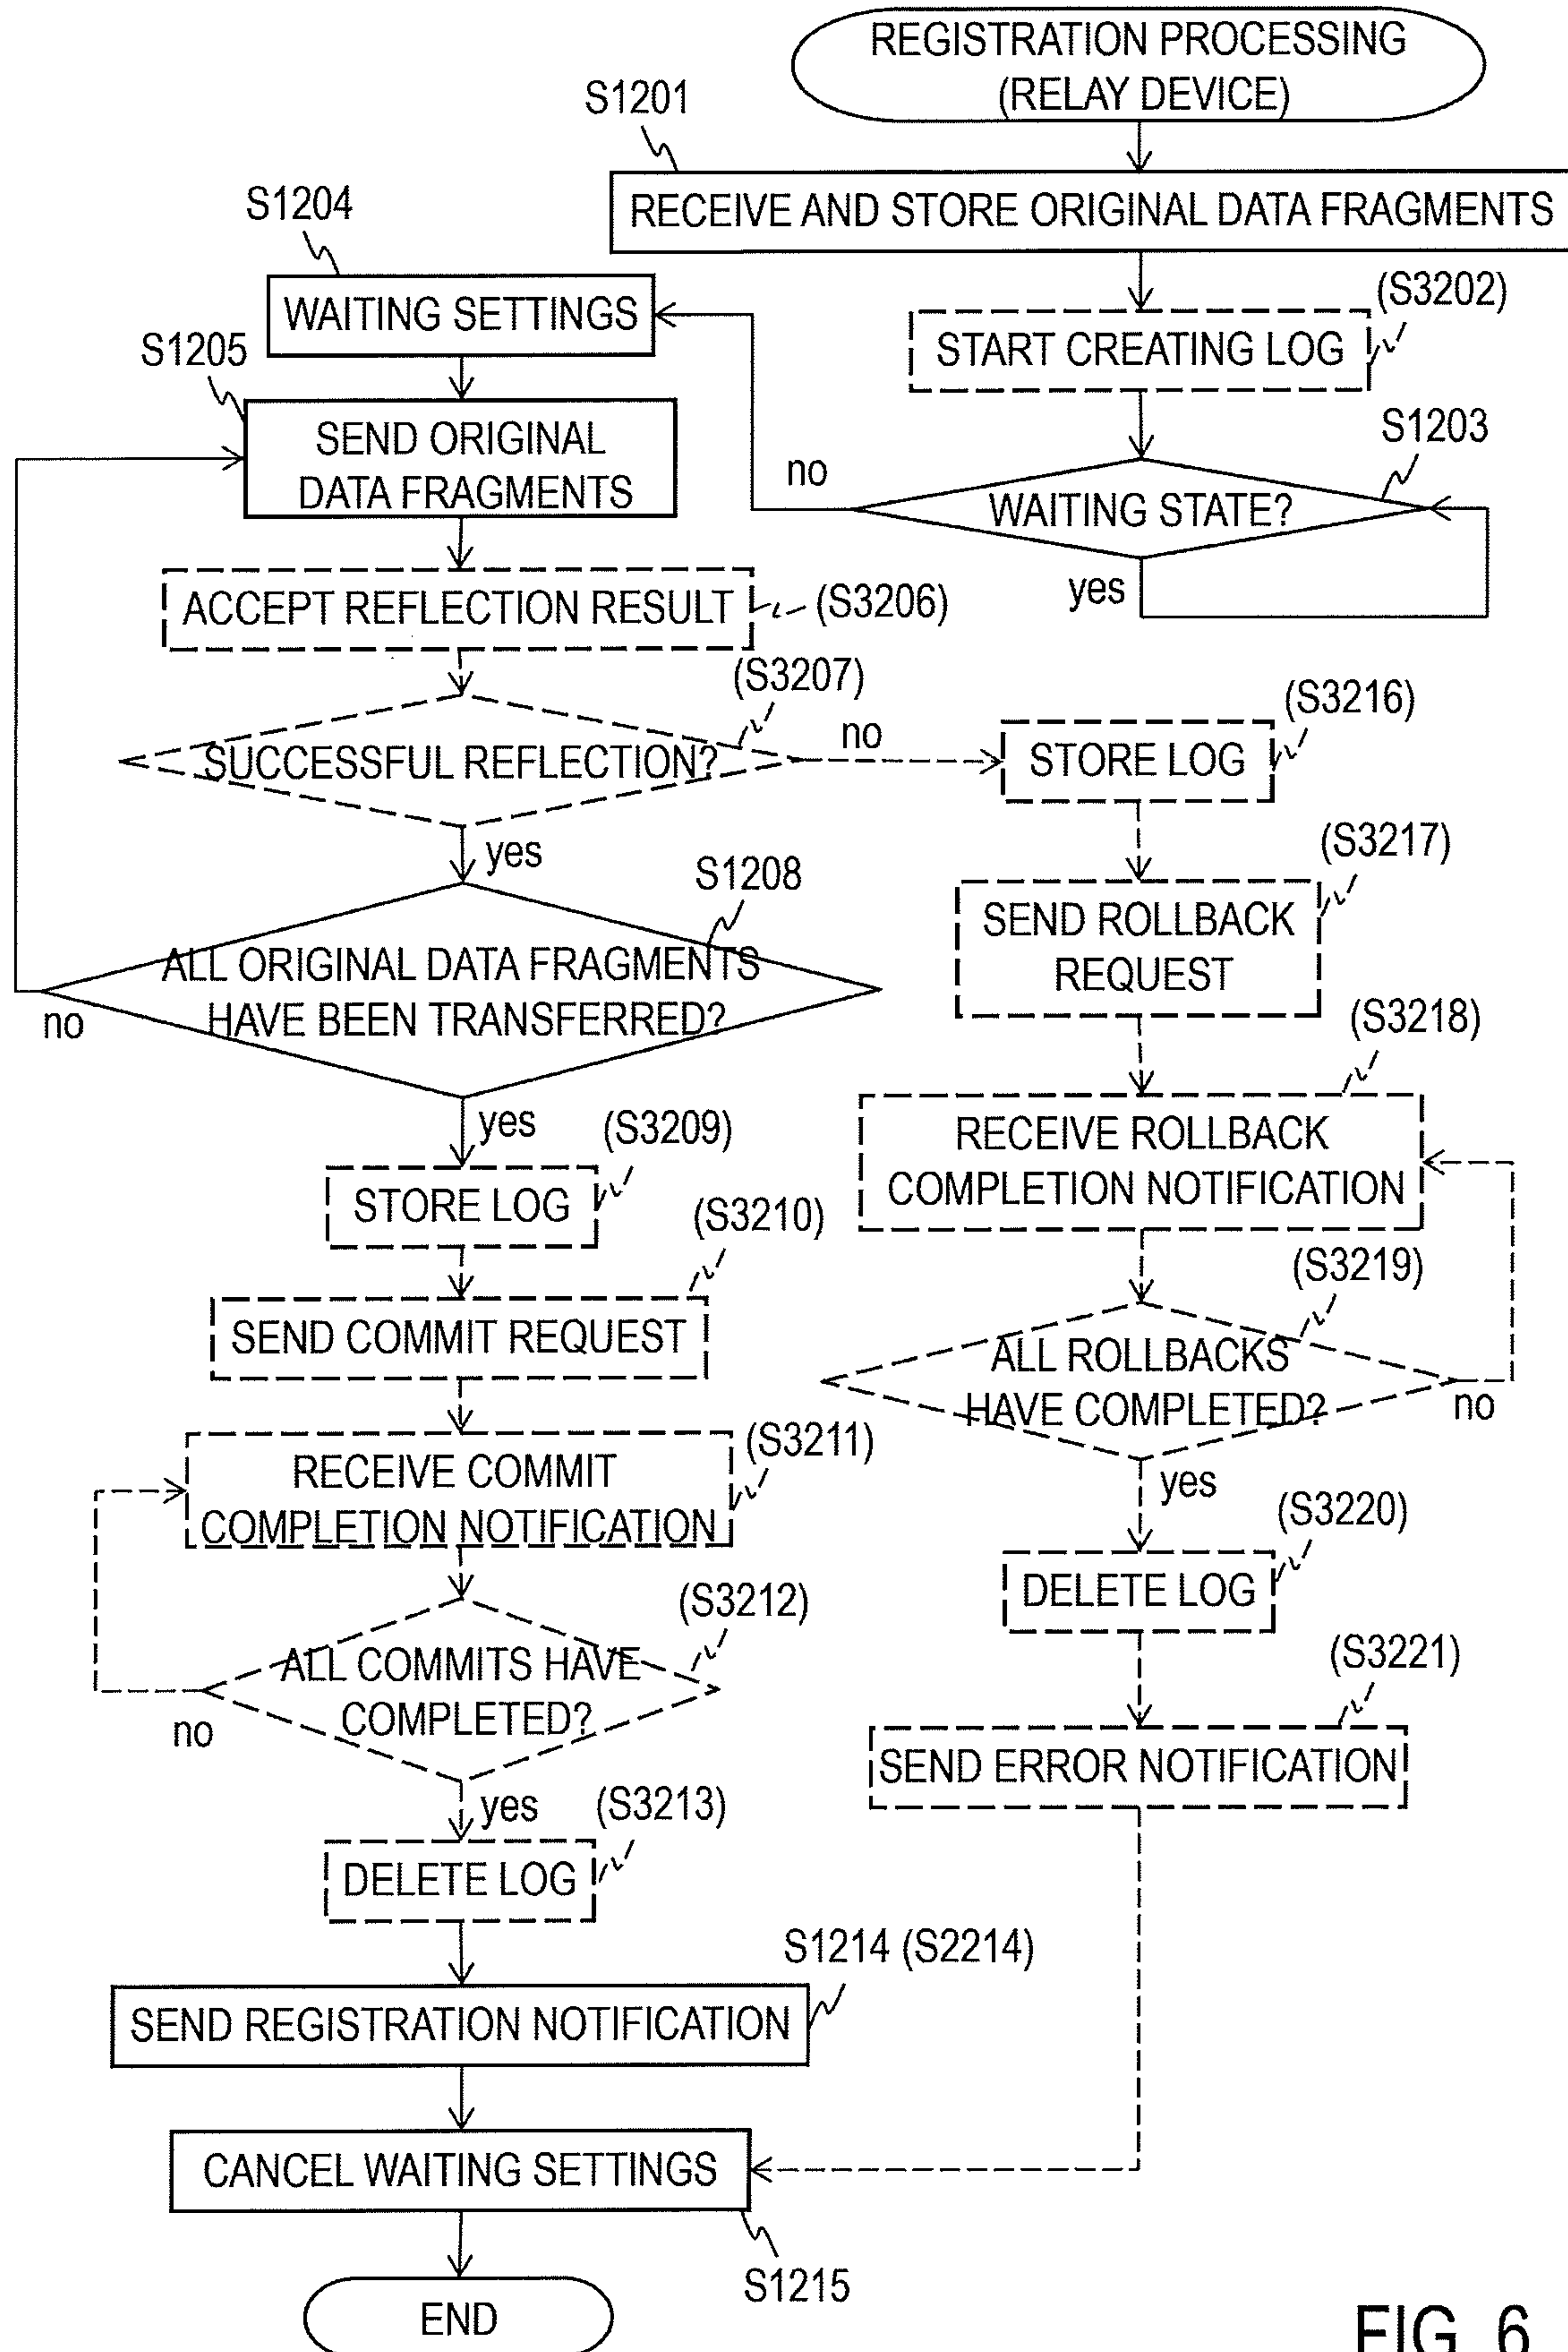 REGISTRATION PROCESSING
(RELAY DEVICE)
S1201
RECEIVE AND STORE ORIGINAL DATA FRAGMENTS
(S3202)
START CREATING LOG
S1203
WAITING STATE?
no
yes
S1204
WAITING SETTINGS
S1205
SEND ORIGINAL
DATA FRAGMENTS
ACCEPT REFLECTION RESULT
(S3206)
(S3207)
SUCCESSFUL REFLECTION?
no
yes
S1208
ALL ORIGINAL DATA FRAGMENTS
HAVE BEEN TRANSFERRED?
no
yes
(S3209)
STORE LOG
(S3210)
SEND COMMIT REQUEST
(S3211)
RECEIVE COMMIT
COMPLETION NOTIFICATION
(S3212)
ALL COMMITS HAVE
COMPLETED?
no
yes
(S3213)
DELETE LOG
S1214 (S2214)
SEND REGISTRATION NOTIFICATION
CANCEL WAITING SETTINGS
S1215
END
(S3216)
STORE LOG
(S3217)
SEND ROLLBACK
REQUEST
(S3218)
RECEIVE ROLLBACK
COMPLETION NOTIFICATION
(S3219)
ALL ROLLBACKS
HAVE COMPLETED?
no
yes
(S3220)
DELETE LOG
(S3221)
SEND ERROR NOTIFICATION
FIG. 6